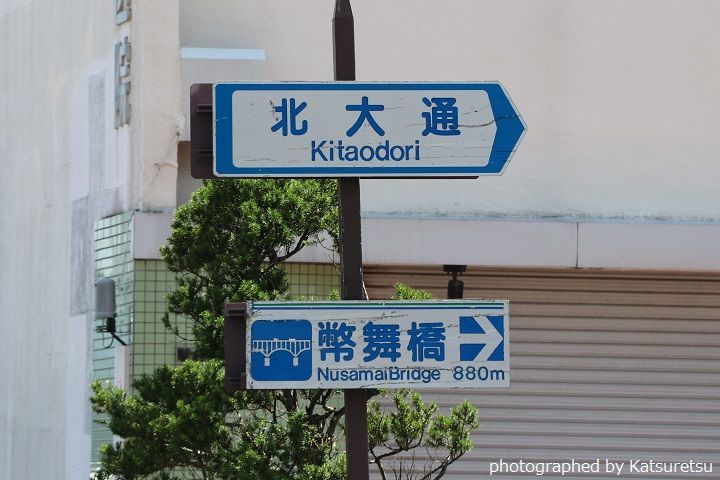 北大通
Kitaodori
幣舞橋
NusamaiBridge 880m
photographed by Katsuretsu